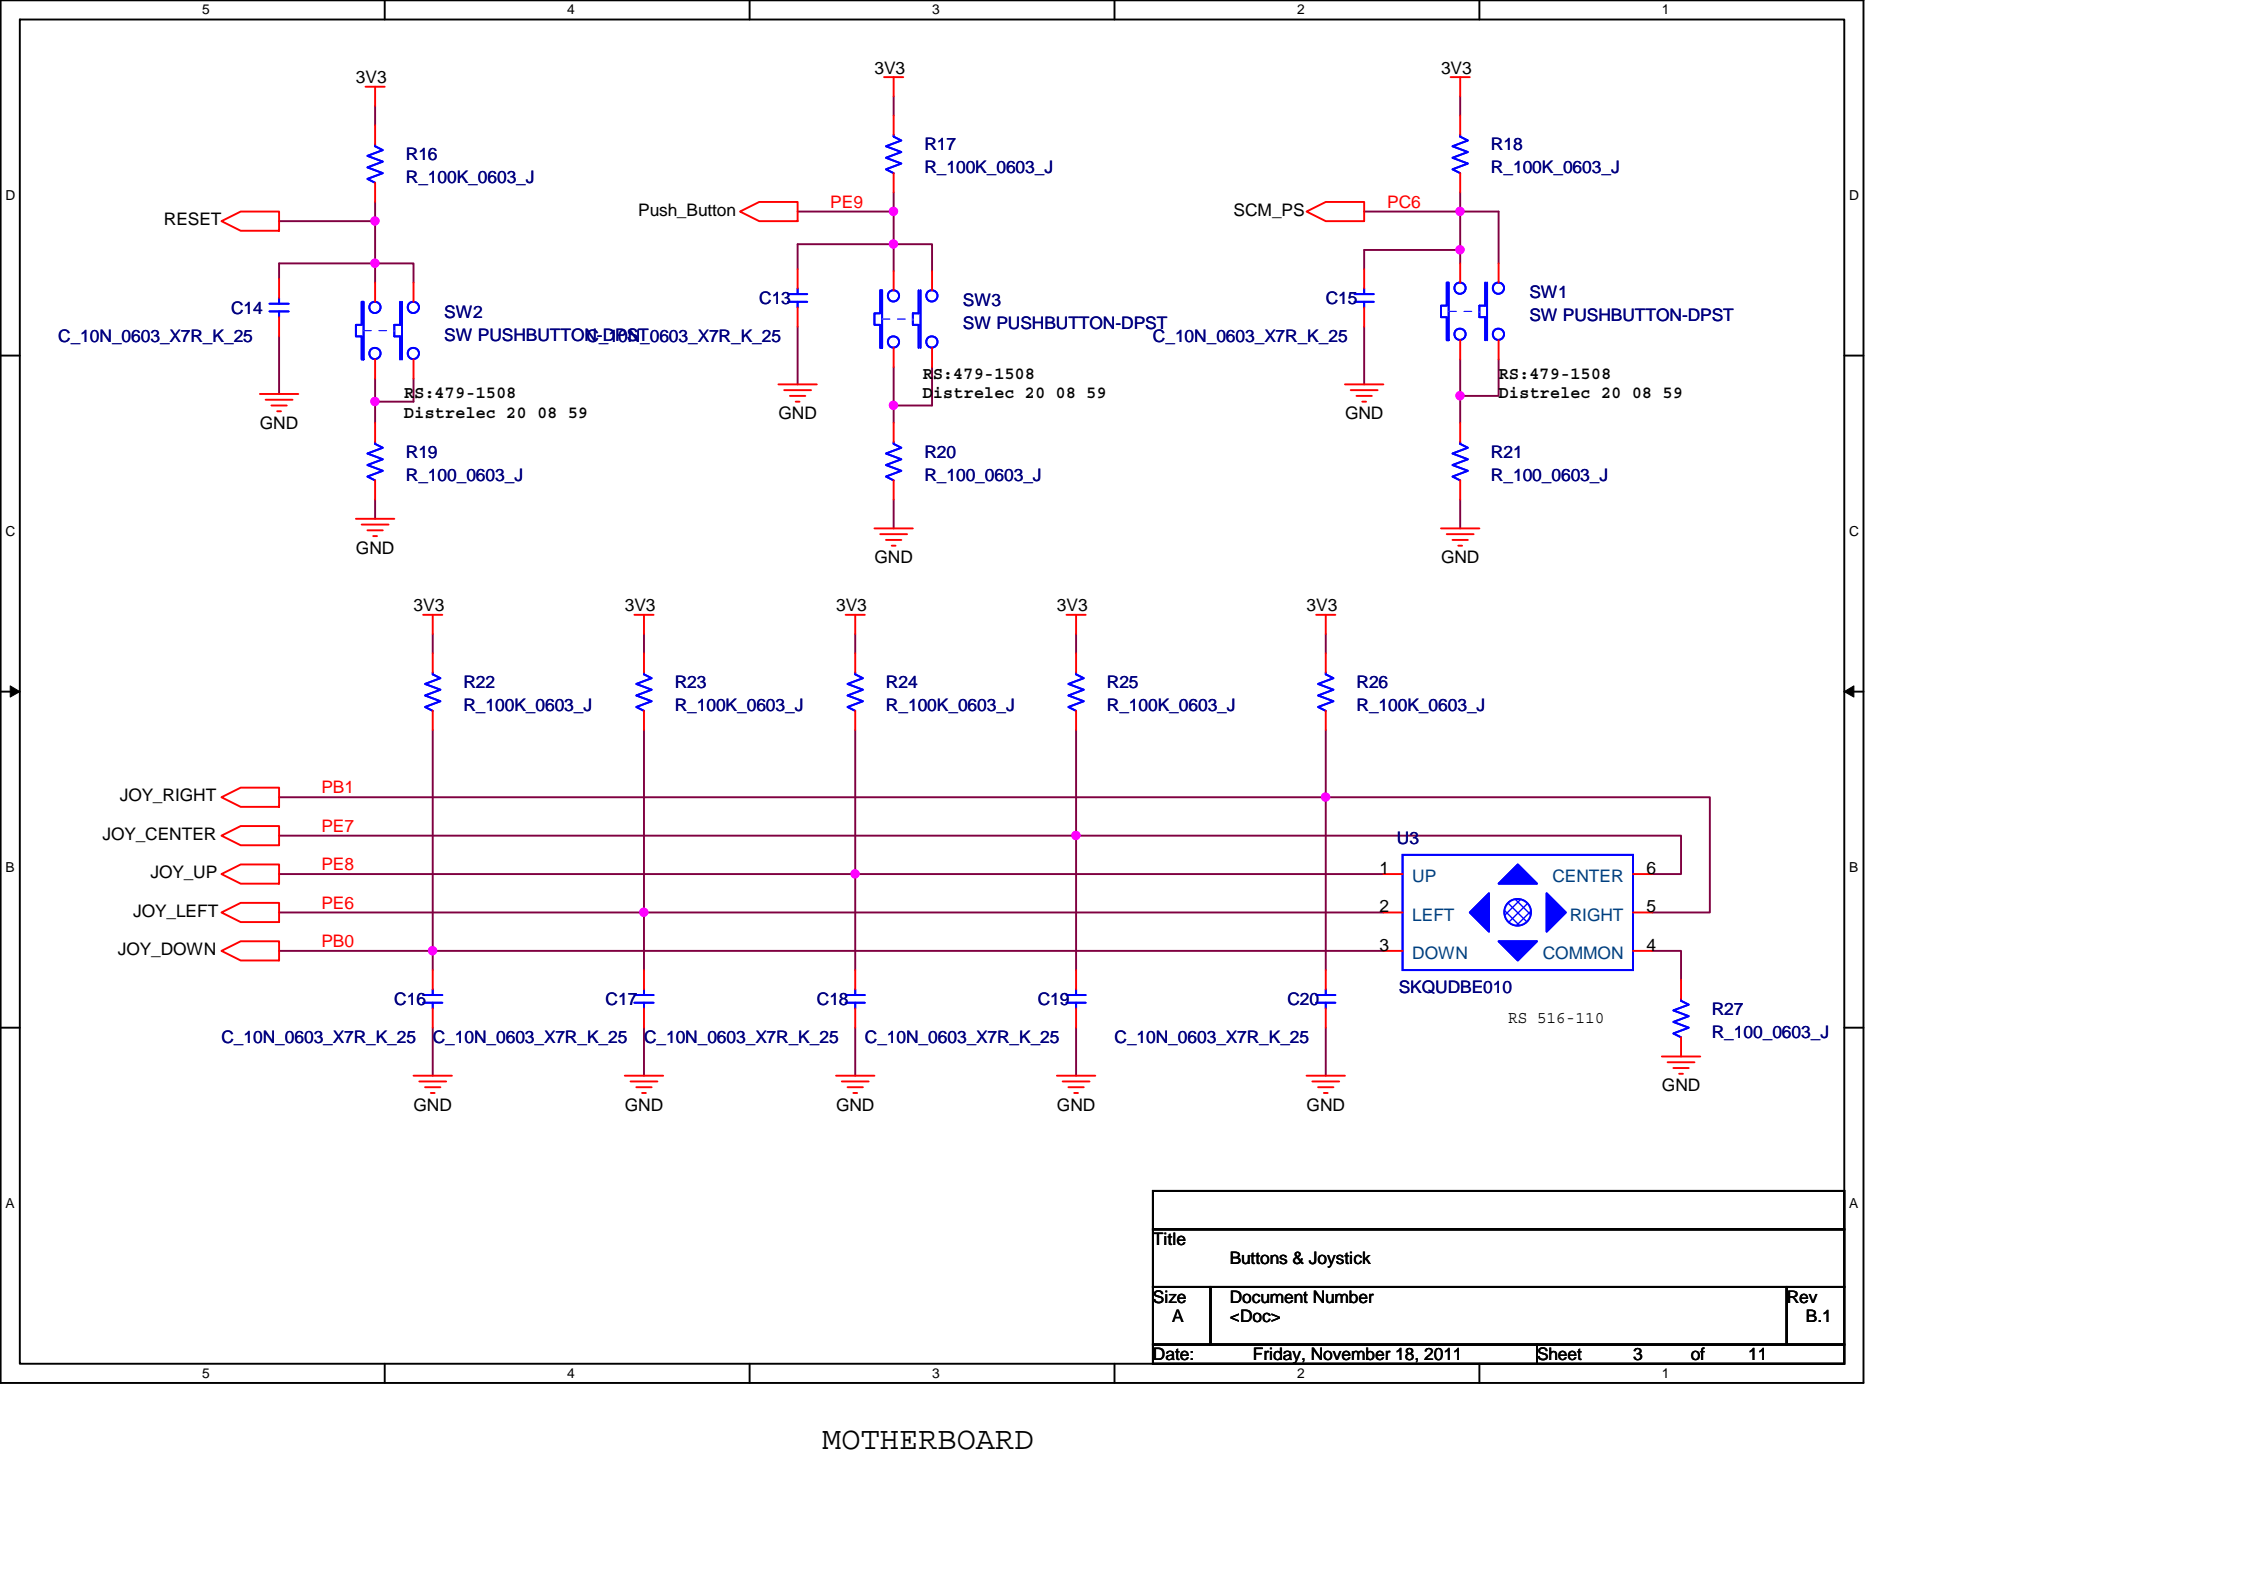 5 4 3 2 1
D
D
C
C
B
B
A
A
3V3
R16
R_100K_0603_J
RESET
C14
C_10N_0603_X7R_K_25
GND
SW2
SW PUSHBUTTON-DPST
RS:479-1508
Distrelec 20 08 59
R19
R_100_0603_J
GND
3V3
R17
R_100K_0603_J
Push_Button
PE9
C13
C_10N_0603_X7R_K_25
GND
SW3
SW PUSHBUTTON-DPST
RS:479-1508
Distrelec 20 08 59
R20
R_100_0603_J
GND
3V3
R18
R_100K_0603_J
SCM_PS
PC6
C15
C_10N_0603_X7R_K_25
GND
SW1
SW PUSHBUTTON-DPST
RS:479-1508
Distrelec 20 08 59
R21
R_100_0603_J
GND
3V3 3V3 3V3 3V3 3V3
R22 R23 R24 R25 R26
R_100K_0603_J R_100K_0603_J R_100K_0603_J R_100K_0603_J R_100K_0603_J
JOY_RIGHT PB1
JOY_CENTER PE7
JOY_UP PE8
JOY_LEFT PE6
JOY_DOWN PB0
U3
1 UP CENTER 6
2 LEFT RIGHT 5
3 DOWN COMMON 4
SKQUDBE010
RS 516-110
R27
R_100_0603_J
GND
C16 C17 C18 C19 C20
C_10N_0603_X7R_K_25 C_10N_0603_X7R_K_25 C_10N_0603_X7R_K_25 C_10N_0603_X7R_K_25 C_10N_0603_X7R_K_25
GND GND GND GND GND
Title
Buttons & Joystick
Size Document Number Rev
A <Doc> B.1
Date: Friday, November 18, 2011 Sheet 3 of 11
5 4 3 2 1
MOTHERBOARD